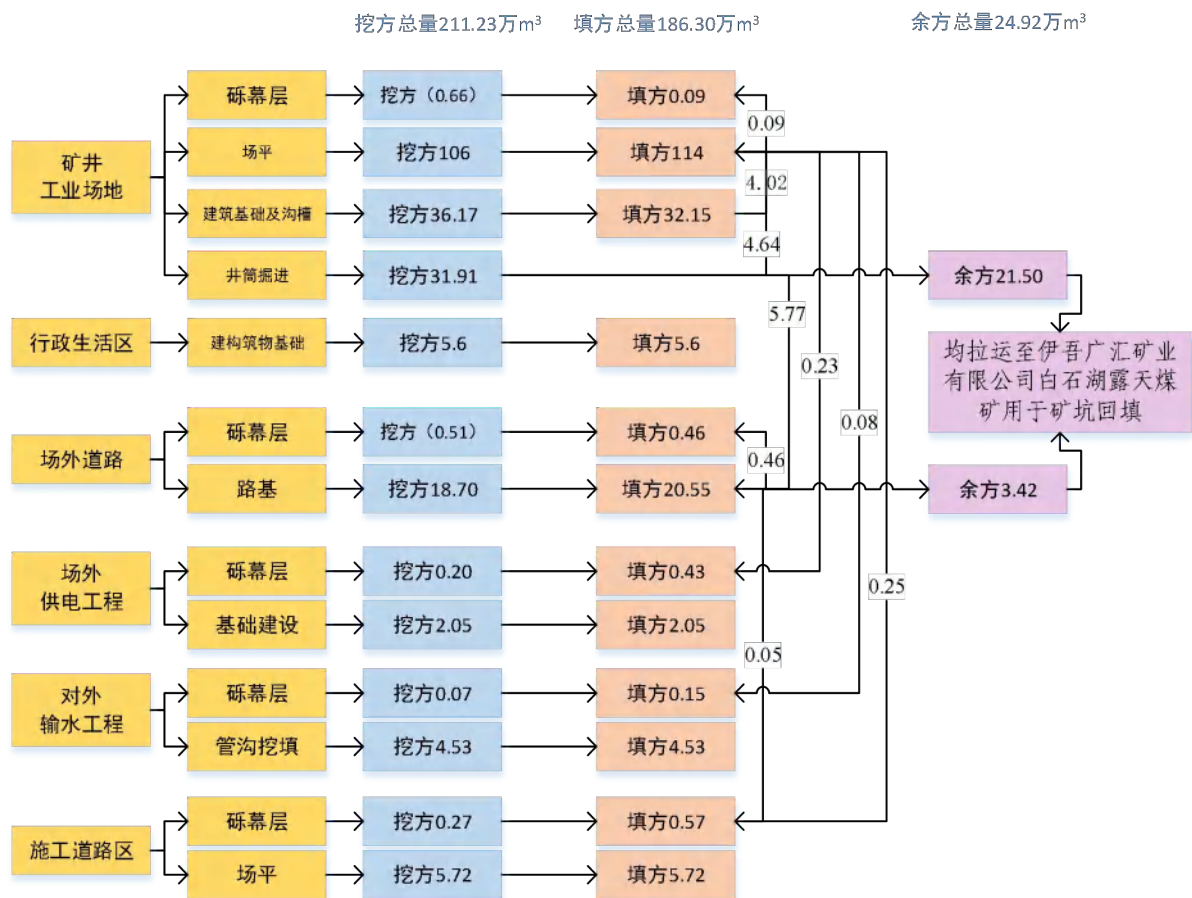 挖方总量211.23万m³
填方总量186.30万m³
余方总量24.92万m³
矿井
工业场地
砾幕层
挖方（0.66）
填方0.09
0.09
场平
挖方106
填方114
4.02
建筑基础及沟槽
挖方36.17
填方32.15
4.64
井筒掘进
挖方31.91
余方21.50
5.77
行政生活区
建构筑物基础
挖方5.6
填方5.6
均拉运至伊吾广汇矿业
有限公司白石湖露天煤
矿用于矿坑回填
0.23
0.08
场外道路
砾幕层
挖方（0.51）
填方0.46
0.46
路基
挖方18.70
填方20.55
余方3.42
场外
供电工程
砾幕层
挖方0.20
填方0.43
0.25
基础建设
挖方2.05
填方2.05
0.05
对外
输水工程
砾幕层
挖方0.07
填方0.15
管沟挖填
挖方4.53
填方4.53
施工道路区
砾幕层
挖方0.27
填方0.57
场平
挖方5.72
填方5.72